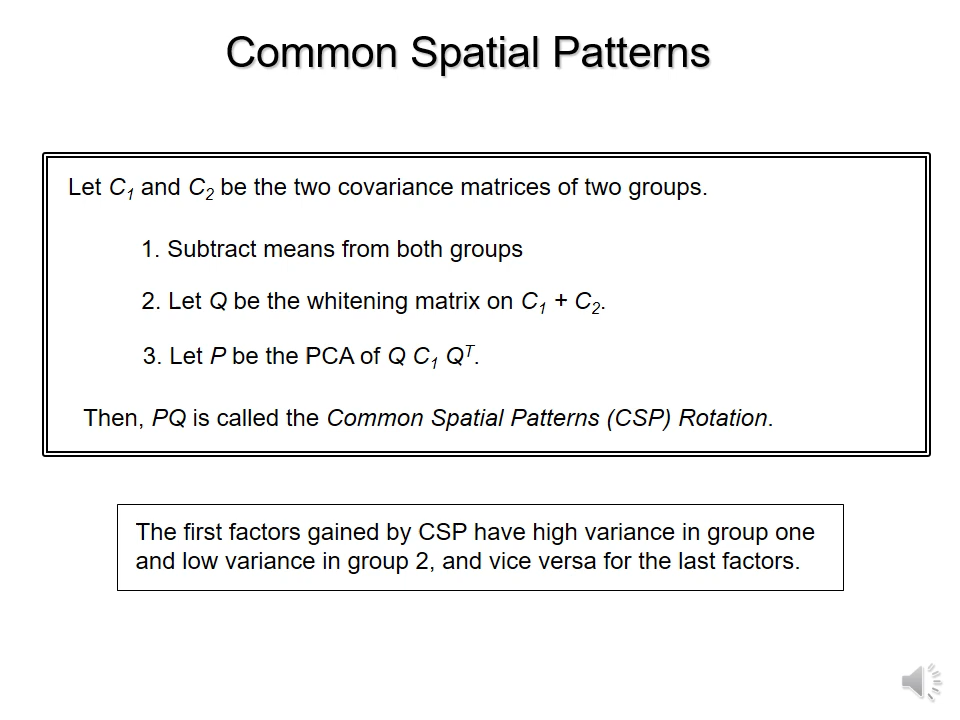 Common Spatial Patterns
Let C1 and C2 be the two covariance matrices of two groups.
1. Subtract means from both groups
2. Let Q be the whitening matrix on C1 + C2.
3. Let P be the PCA of Q C1 Q^T.
Then, PQ is called the Common Spatial Patterns (CSP) Rotation.
The first factors gained by CSP have high variance in group one
and low variance in group 2, and vice versa for the last factors.